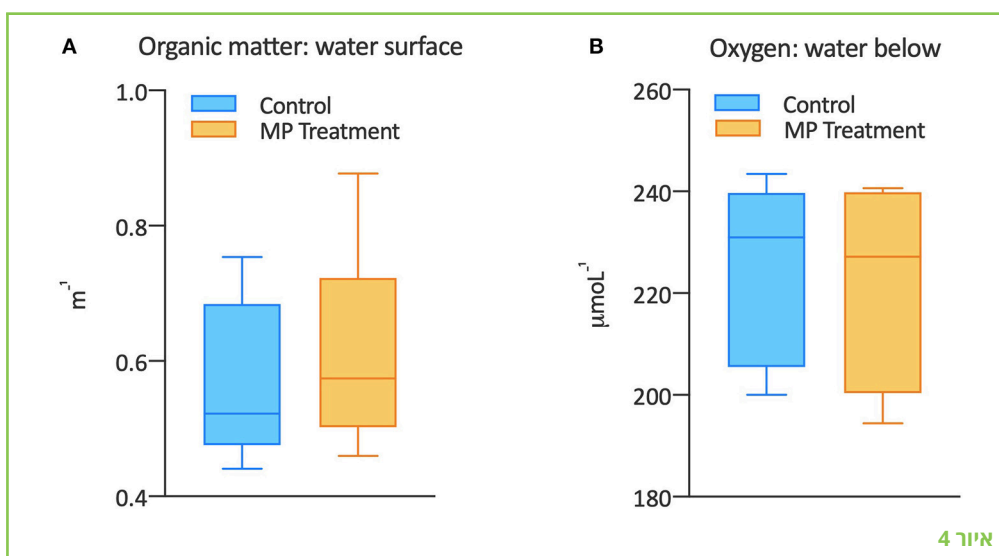 A
Organic matter: water surface
1.0
0.8
0.6
0.4
m⁻¹
Control
MP Treatment
B
Oxygen: water below
260
240
220
200
180
µmoL⁻¹
Control
MP Treatment
איור 4